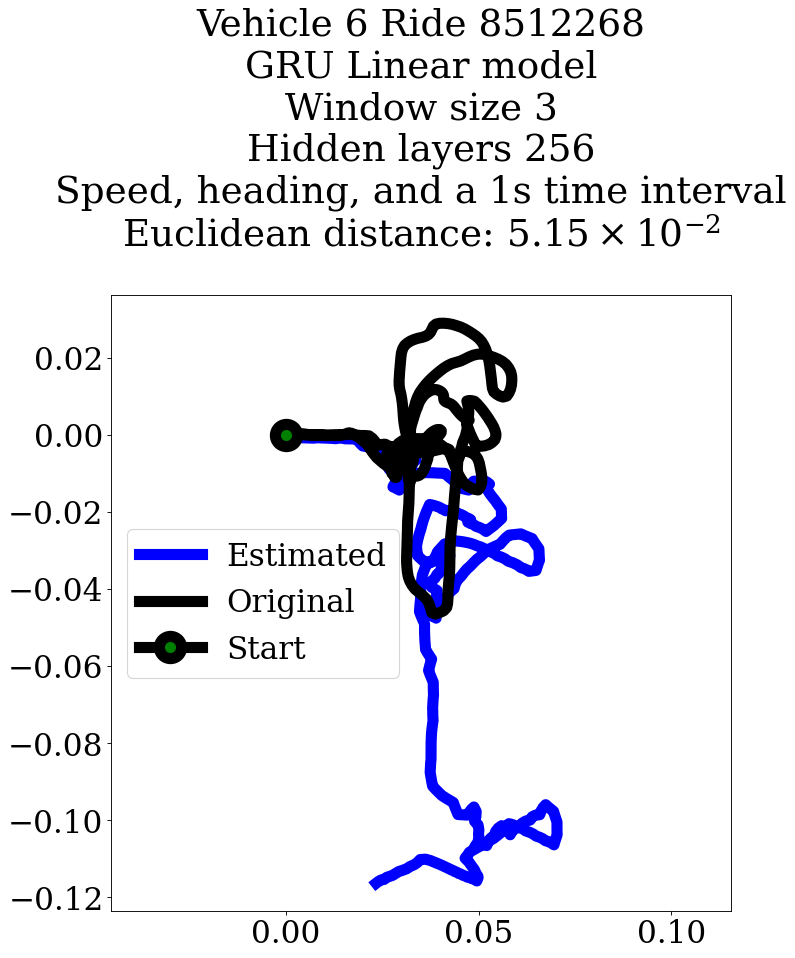 Vehicle 6 Ride 8512268
GRU Linear model
Window size 3
Hidden layers 256
Speed, heading, and a 1s time interval
Euclidean distance: 5.15 × 10⁻²
0.02
0.00
−0.02
−0.04
−0.06
−0.08
−0.10
−0.12
Estimated
Original
Start
0.00 0.05 0.10